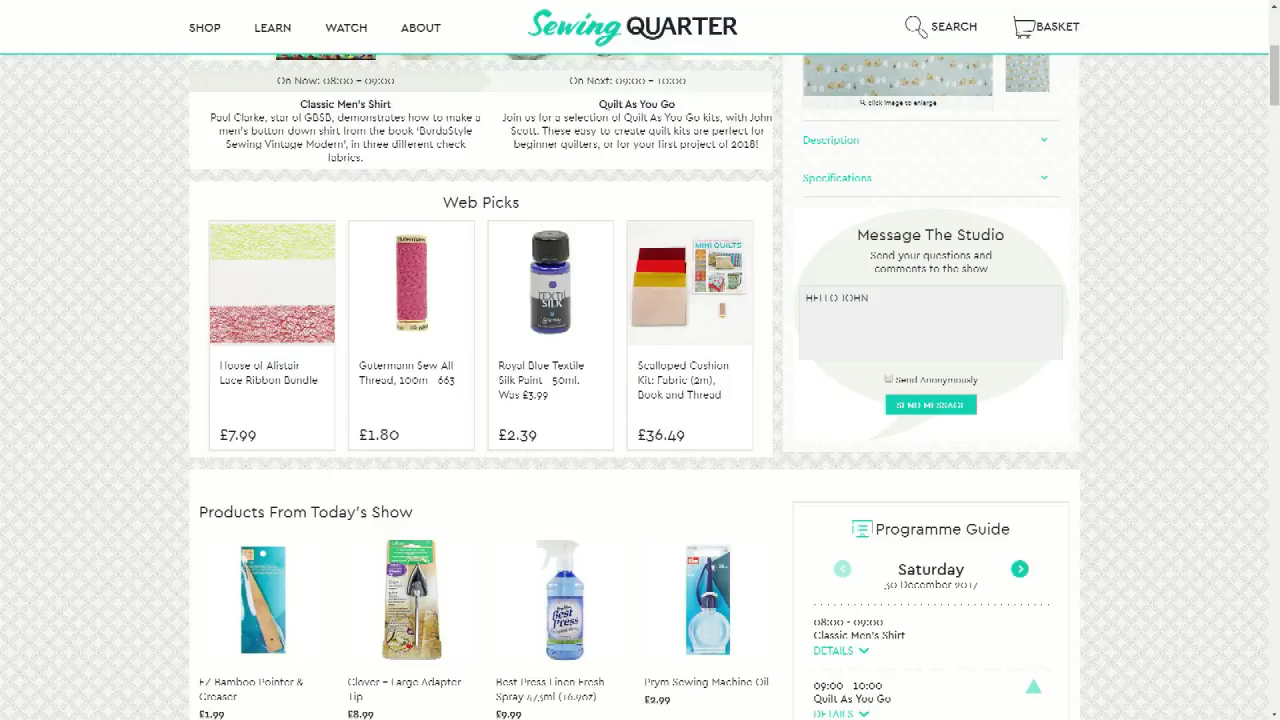 SHOP LEARN WATCH ABOUT
Sewing QUARTER
SEARCH BASKET
On Now: 08:00 - 09:00
Classic Men's Shirt
Paul Clarke, star of GBSB, demonstrates how to make a
men's button down shirt from the book 'BurdaStyle
Sewing Vintage Modern', in three different check
fabrics.
On Next: 09:00 - 10:00
Quilt As You Go
Join us for a selection of Quilt As You Go kits, with John
Scott. These easy to create quilt kits are perfect for
beginner quilters, or for your first project of 2018!
click image to enlarge
Description
Specifications
Web Picks
MINI QUILTS
TEXTIL
SILK
House of Alistair
Lace Ribbon Bundle
£7.99
Gutermann Sew All
Thread, 100m 663
£1.80
Royal Blue Textile
Silk Paint 50ml.
Was £3.99
£2.39
Scalloped Cushion
Kit: Fabric (2m),
Book and Thread
£36.49
Message The Studio
Send your questions and
comments to the show
HELLO JOHN
Send Anonymously
SEND MESSAGE
Products From Today's Show
Best
Press
EZ Bamboo Pointer &
Creaser
£1.99
Clover - Large Adapter
Tip
£8.99
Best Press Linen Fresh
Spray 473ml (16.9oz)
£9.99
Prym Sewing Machine Oil
£2.99
Programme Guide
Saturday
30 December 2017
08:00 - 09:00
Classic Men's Shirt
DETAILS
09:00 10:00
Quilt As You Go
DETAILS